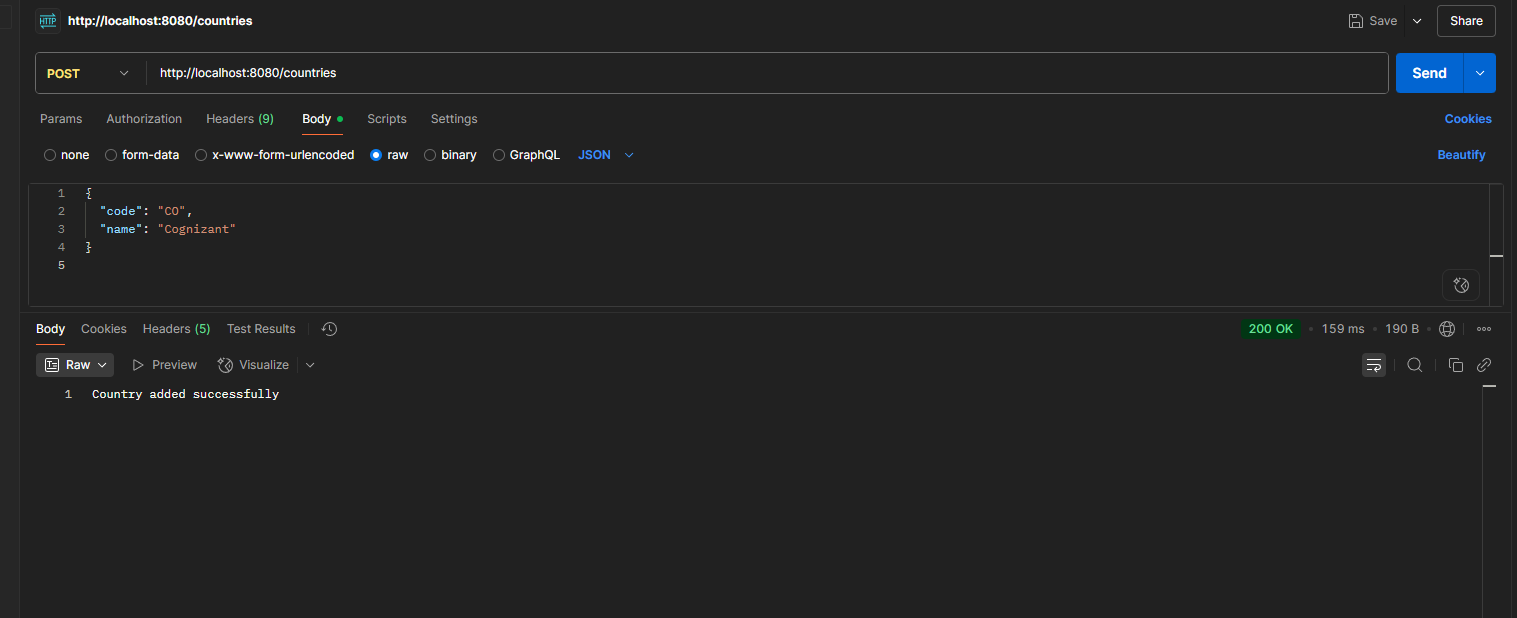 HTTP http://localhost:8080/countries Save Share
POST http://localhost:8080/countries Send
Params Authorization Headers (9) Body Scripts Settings Cookies
none form-data x-www-form-urlencoded raw binary GraphQL JSON Beautify
1 {
2 "code": "CO",
3 "name": "Cognizant"
4 }
5
Body Cookies Headers (5) Test Results 200 OK • 159 ms • 190 B •
Raw Preview Visualize
1 Country added successfully